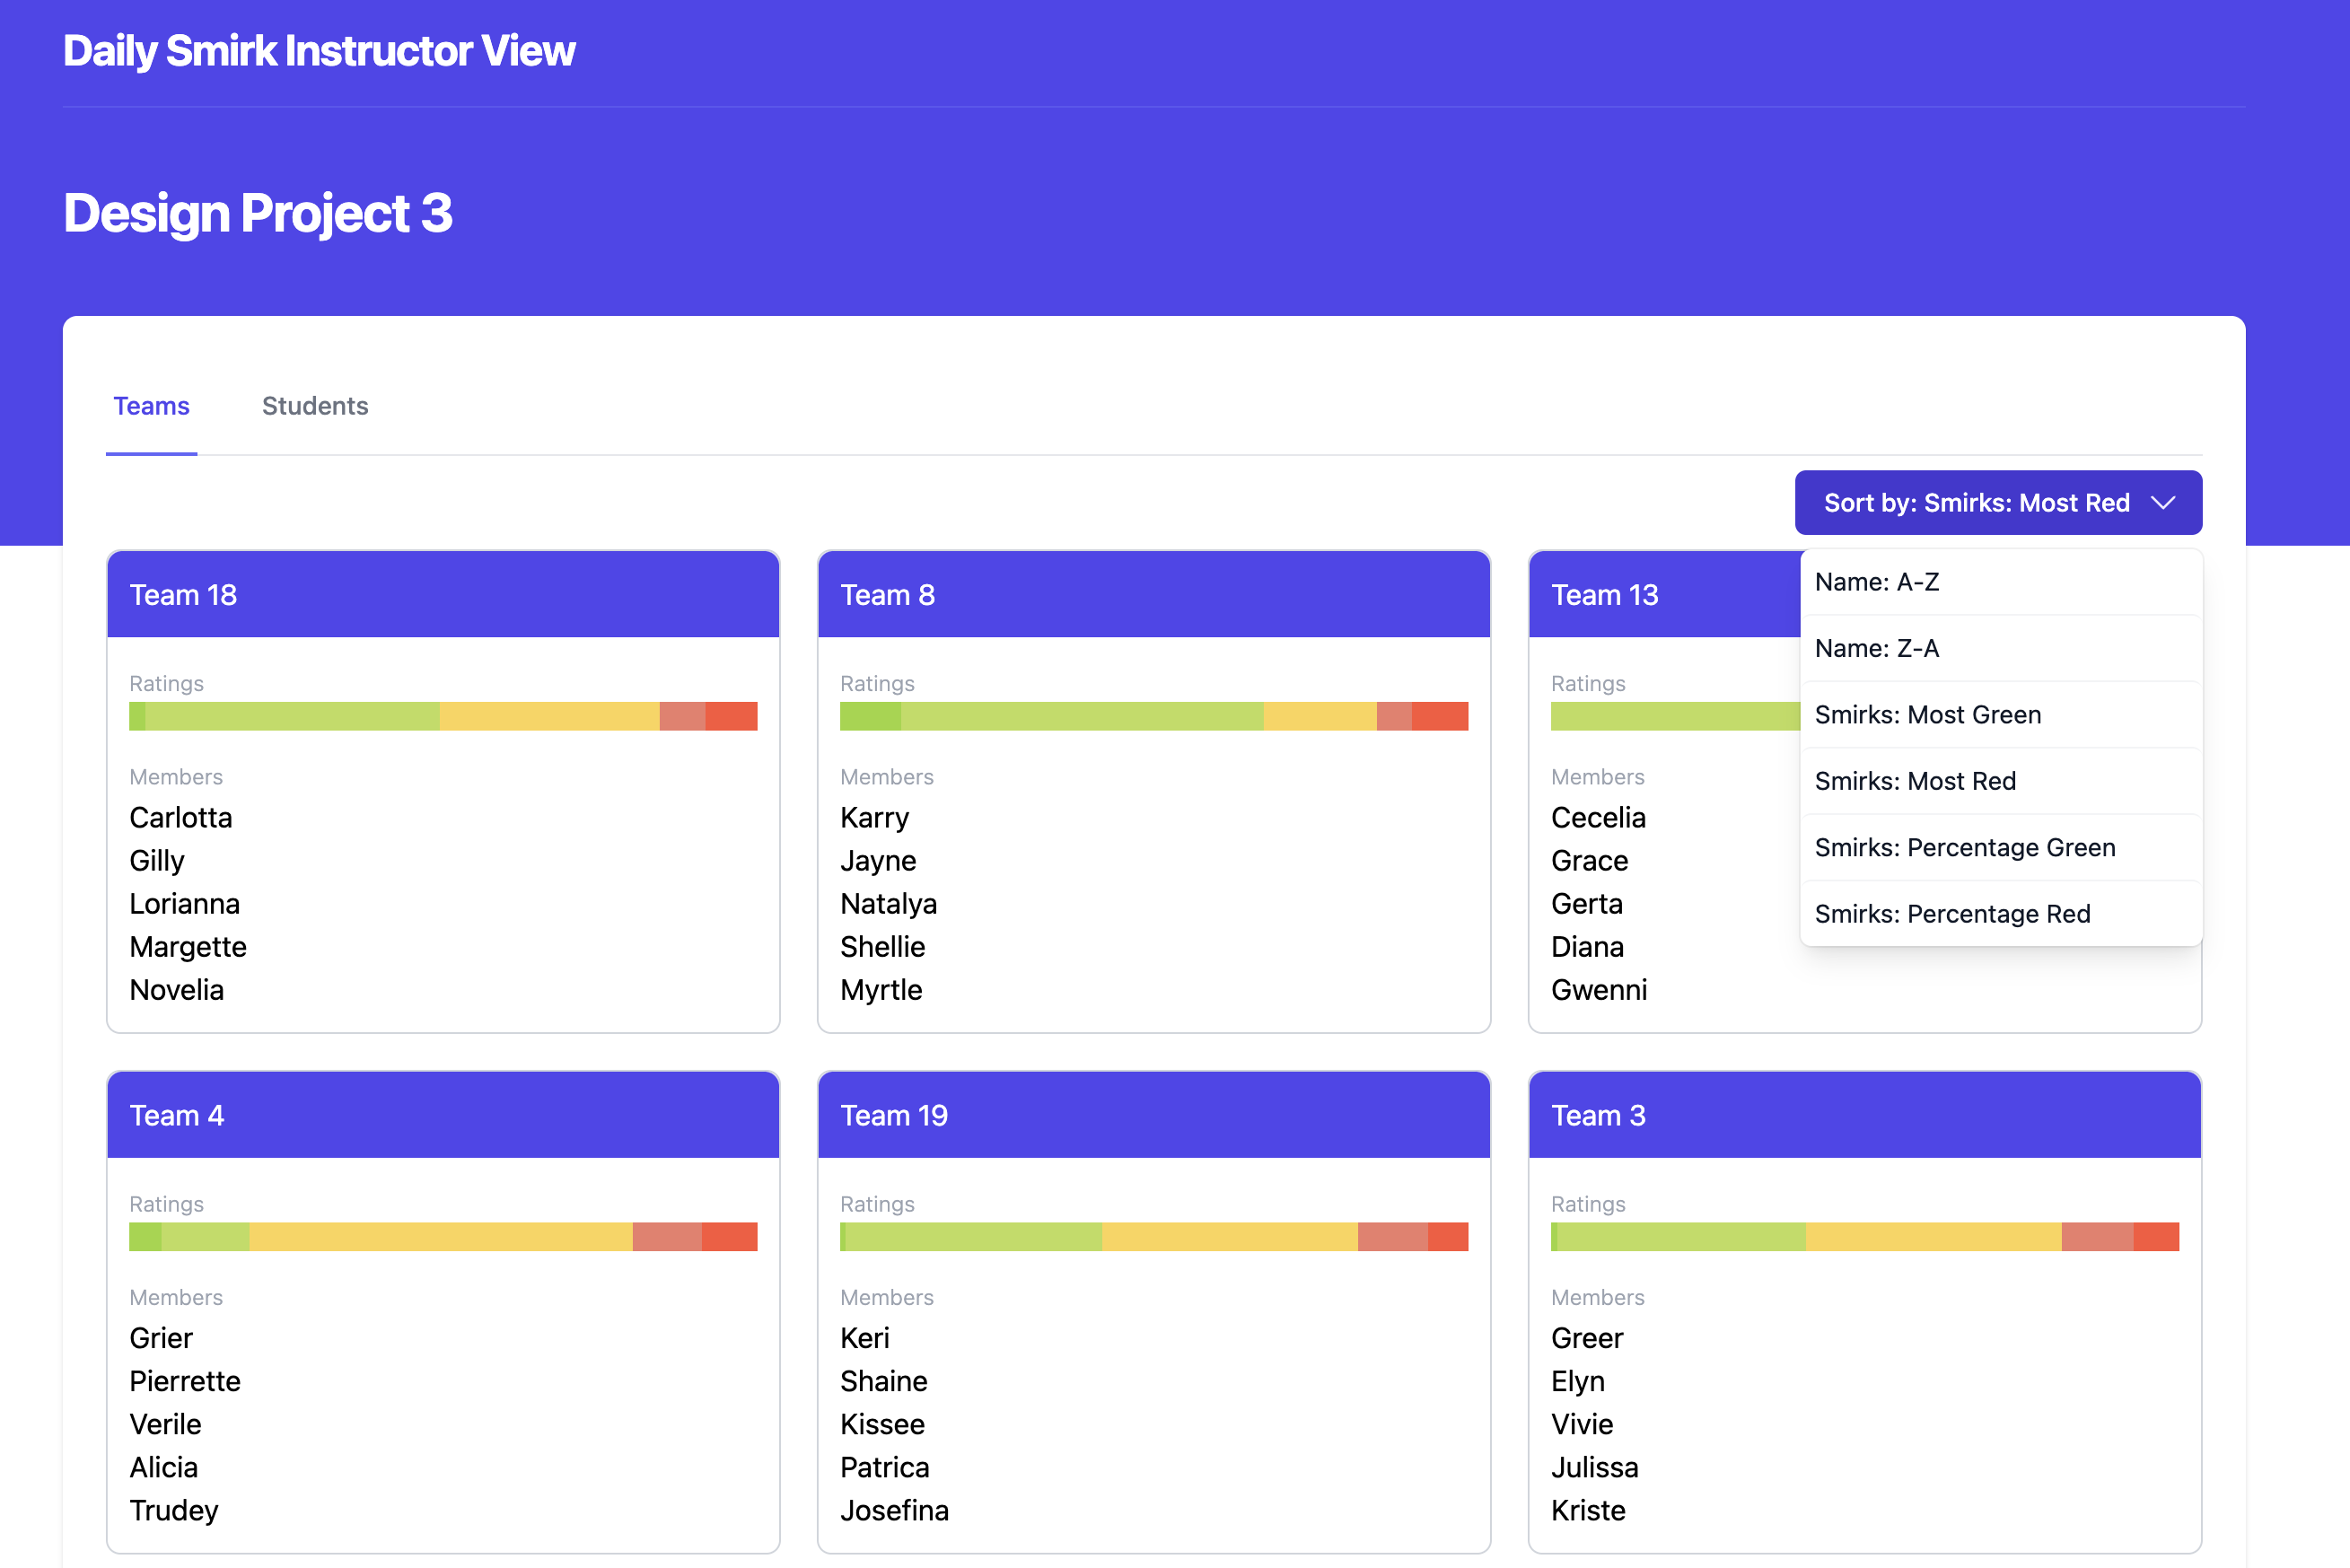 Daily Smirk Instructor View
Design Project 3
Teams
Students
Sort by: Smirks: Most Red
Name: A-Z
Name: Z-A
Smirks: Most Green
Smirks: Most Red
Smirks: Percentage Green
Smirks: Percentage Red
Team 18
Ratings
Members
Carlotta
Gilly
Lorianna
Margette
Novelia
Team 8
Ratings
Members
Karry
Jayne
Natalya
Shellie
Myrtle
Team 13
Ratings
Members
Cecelia
Grace
Gerta
Diana
Gwenni
Team 4
Ratings
Members
Grier
Pierrette
Verile
Alicia
Trudey
Team 19
Ratings
Members
Keri
Shaine
Kissee
Patrica
Josefina
Team 3
Ratings
Members
Greer
Elyn
Vivie
Julissa
Kriste